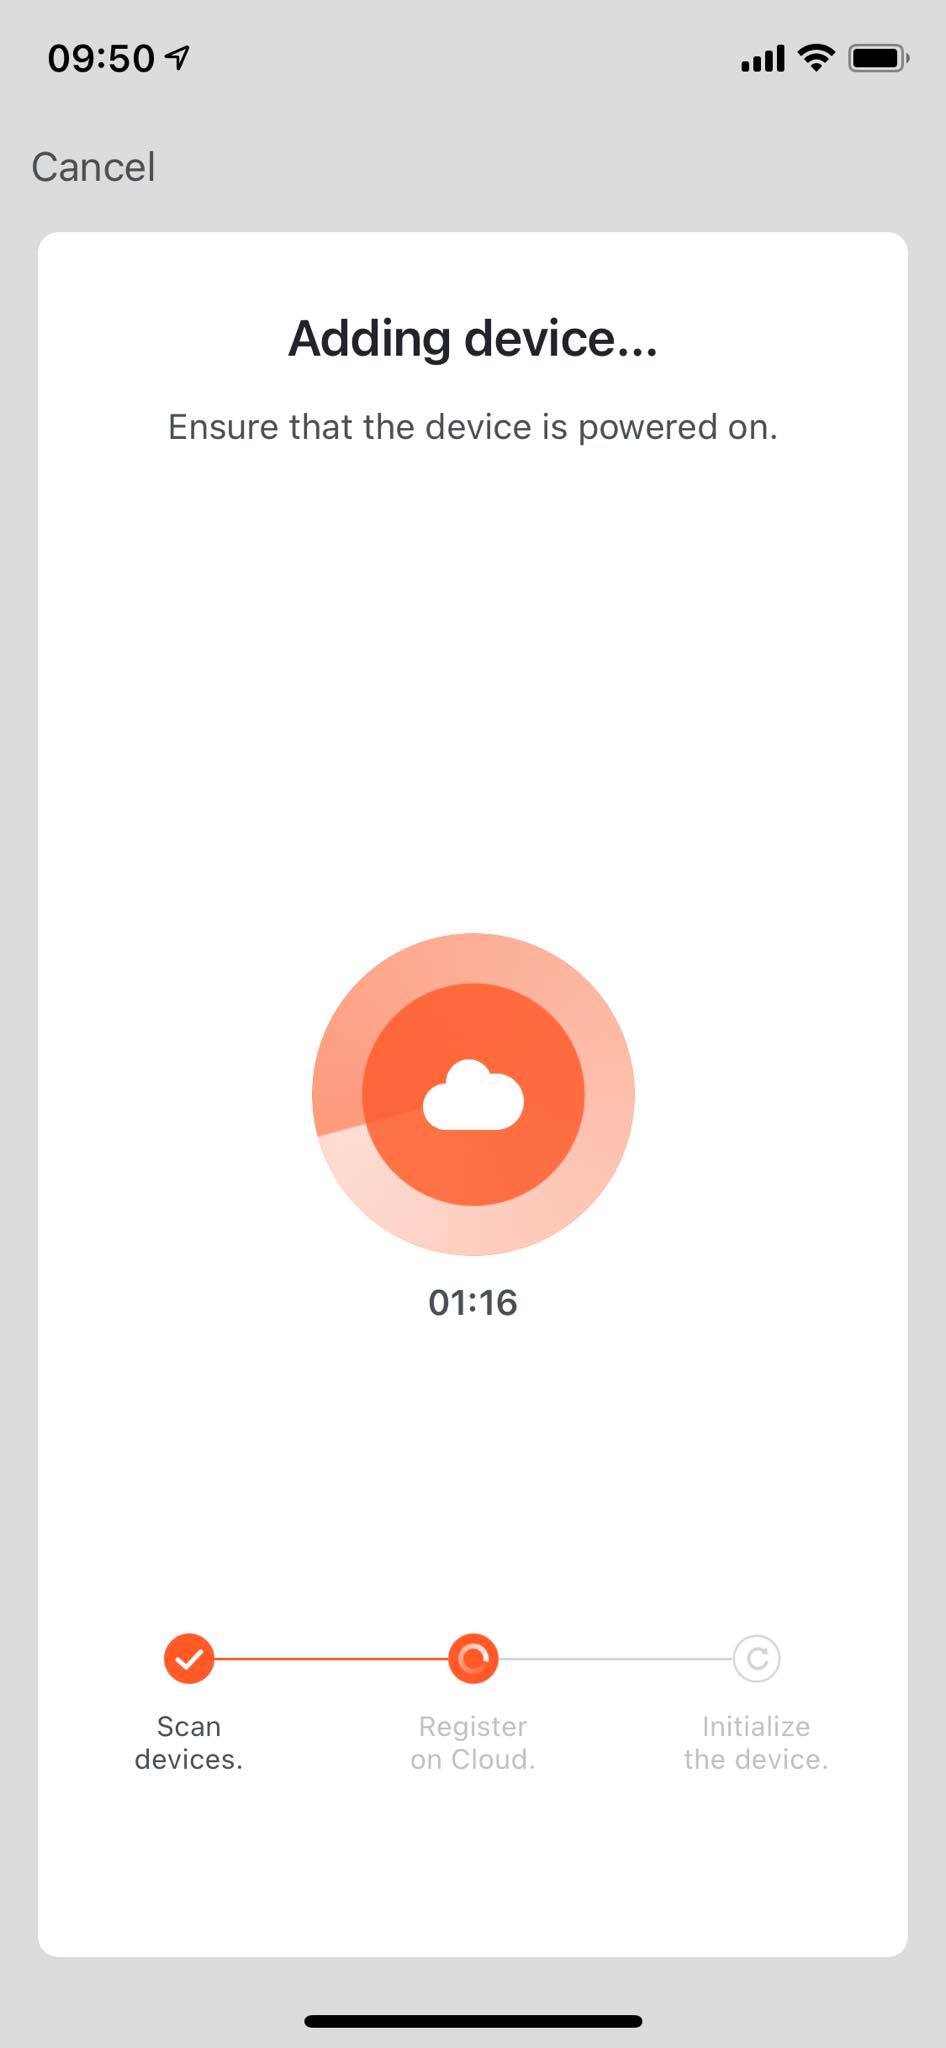 09:50
Cancel
Adding device...
Ensure that the device is powered on.
01:16
Scan
devices.
Register
on Cloud.
Initialize
the device.